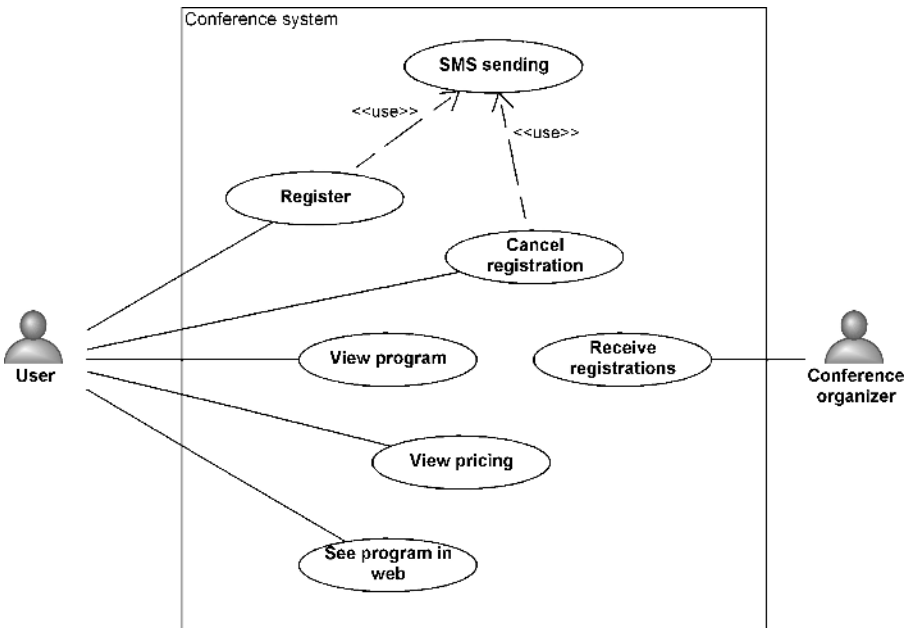 Conference system
SMS sending
<<use>>
<<use>>
Register
Cancel
registration
User
View program
Receive
registrations
Conference
organizer
View pricing
See program in
web